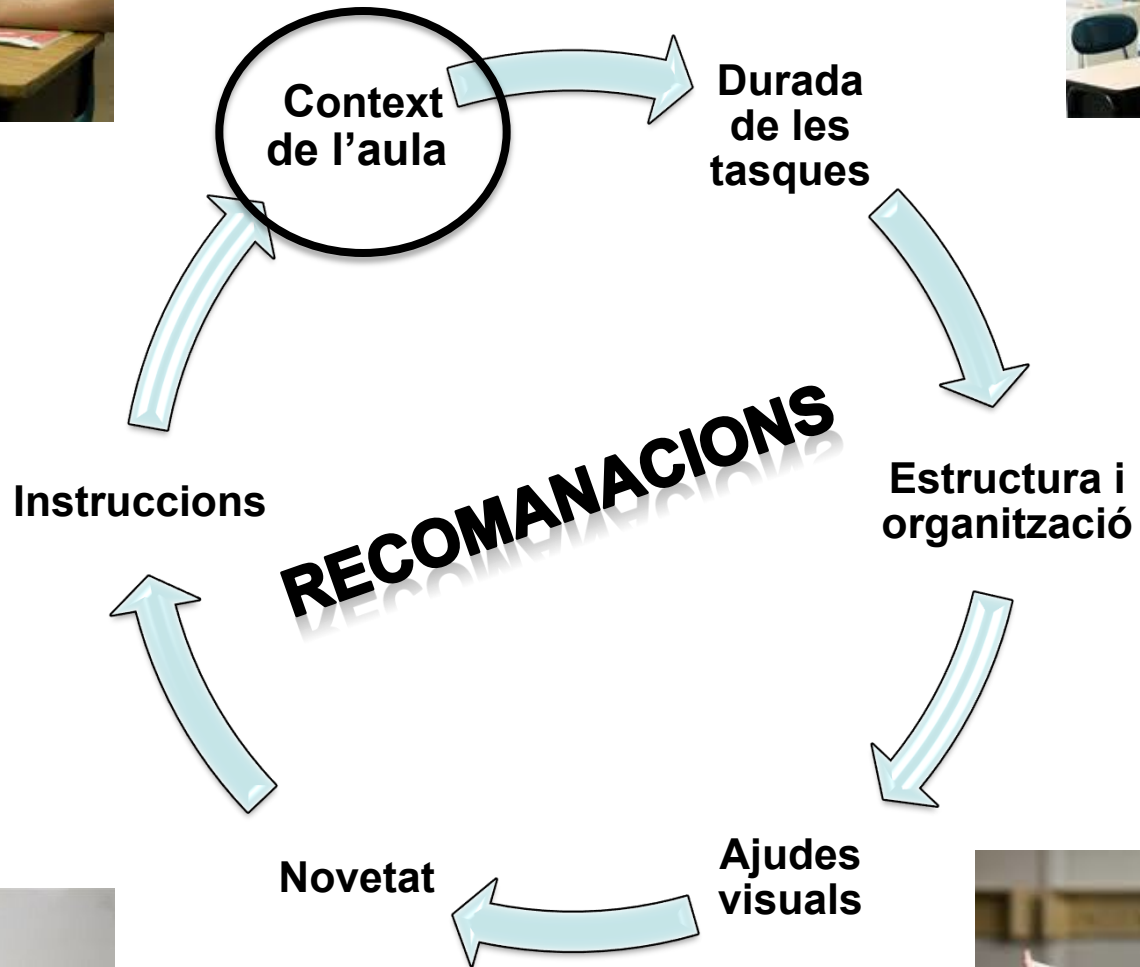 Context
de l’aula
Durada
de les
tasques
Estructura i
organització
Ajudes
visuals
Novetat
Instruccions
RECOMANACIONS